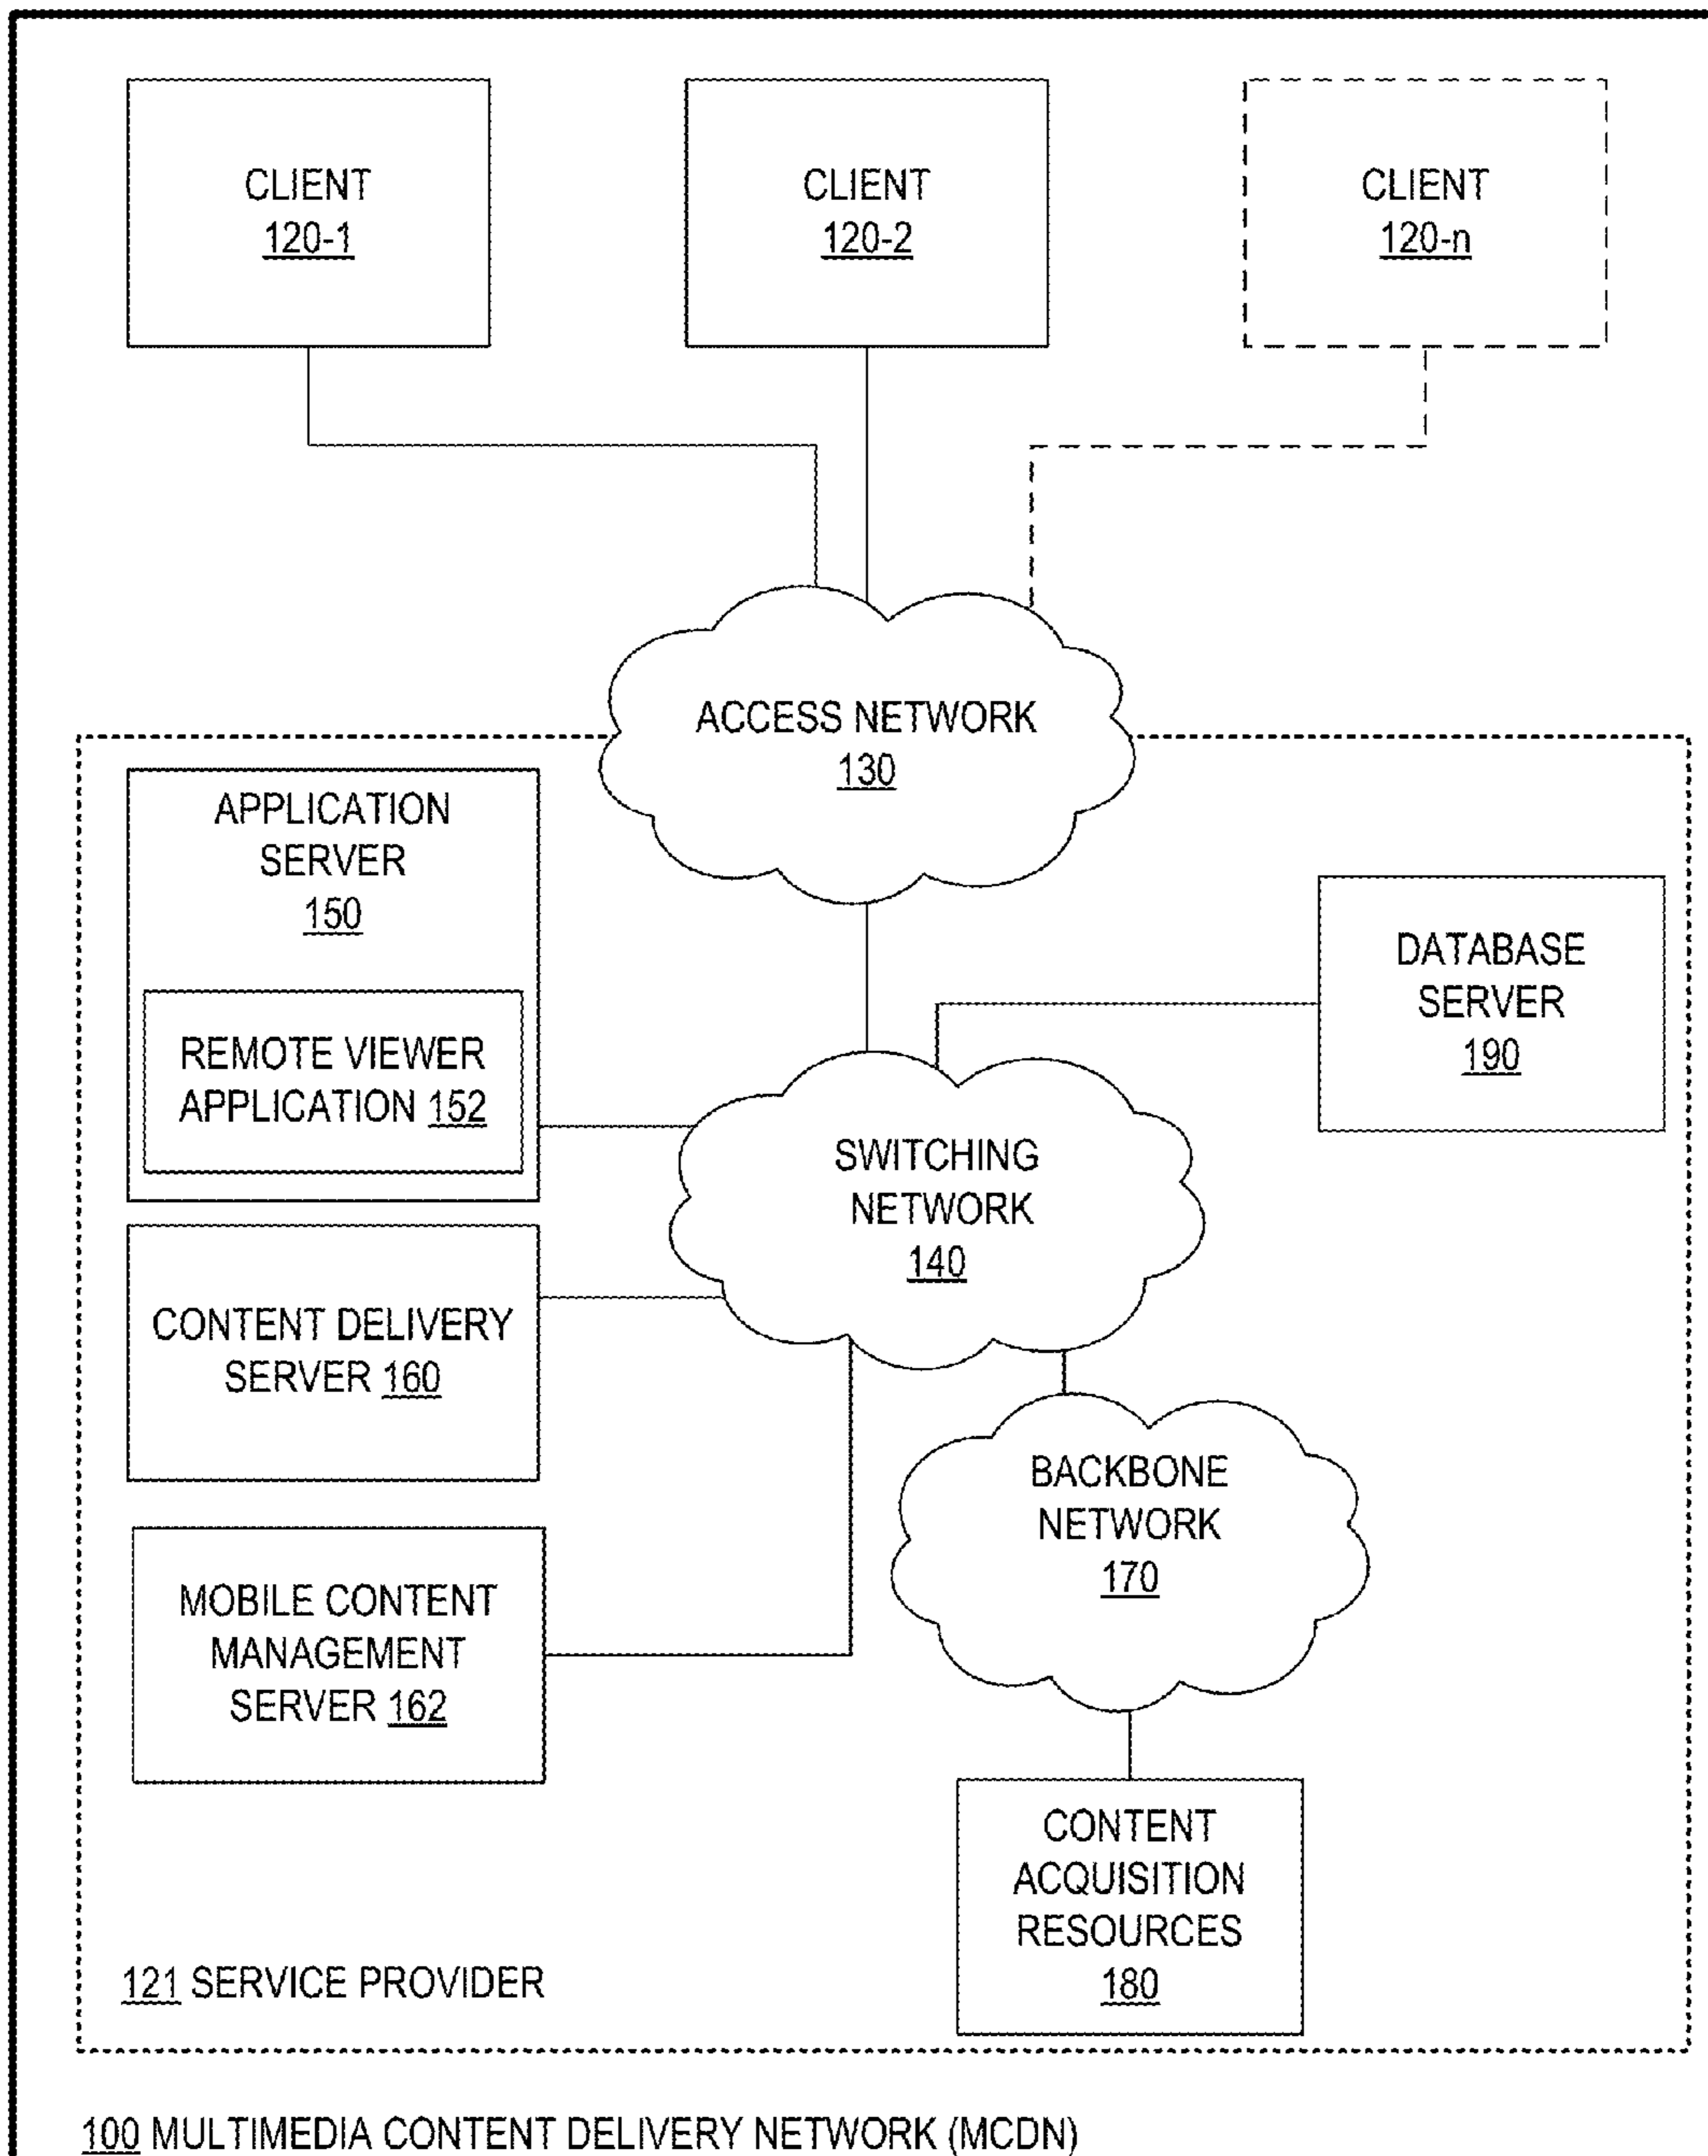 CLIENT
120-1
CLIENT
120-2
CLIENT
120-n
ACCESS NETWORK
130
APPLICATION
SERVER
150
REMOTE VIEWER
APPLICATION 152
DATABASE
SERVER
190
SWITCHING
NETWORK
140
CONTENT DELIVERY
SERVER 160
BACKBONE
NETWORK
170
MOBILE CONTENT
MANAGEMENT
SERVER 162
CONTENT
ACQUISITION
RESOURCES
180
121 SERVICE PROVIDER
100 MULTIMEDIA CONTENT DELIVERY NETWORK (MCDN)